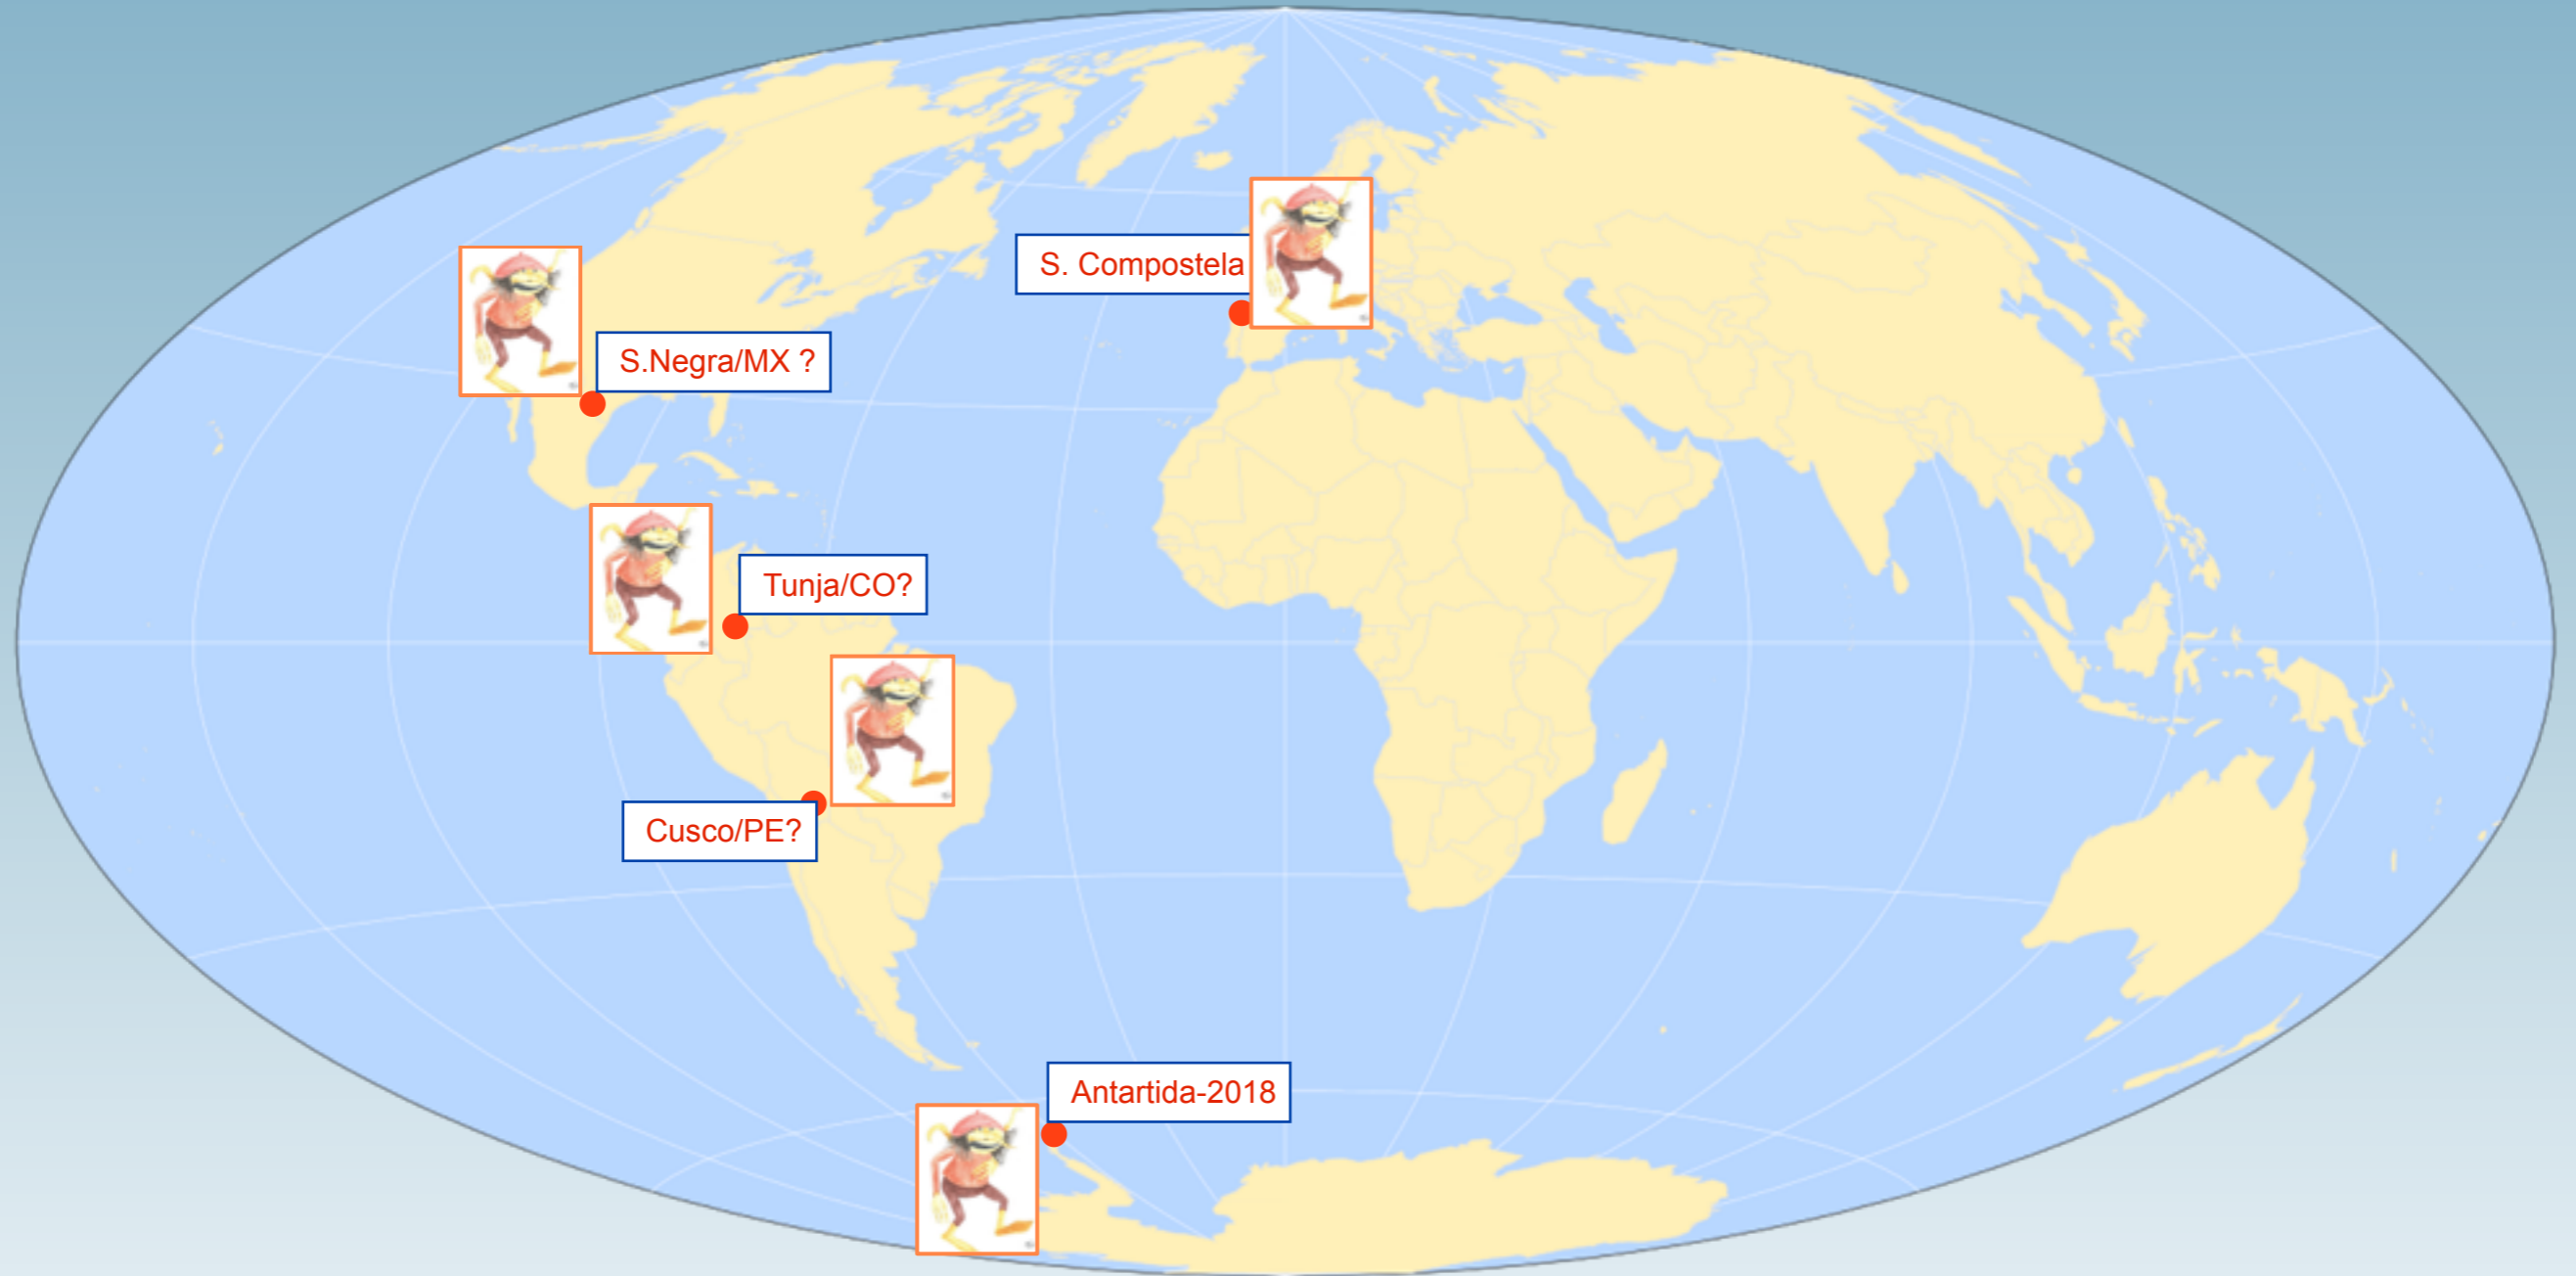 S. Compostela
S.Negra/MX ?
Tunja/CO?
Cusco/PE?
Antartida-2018